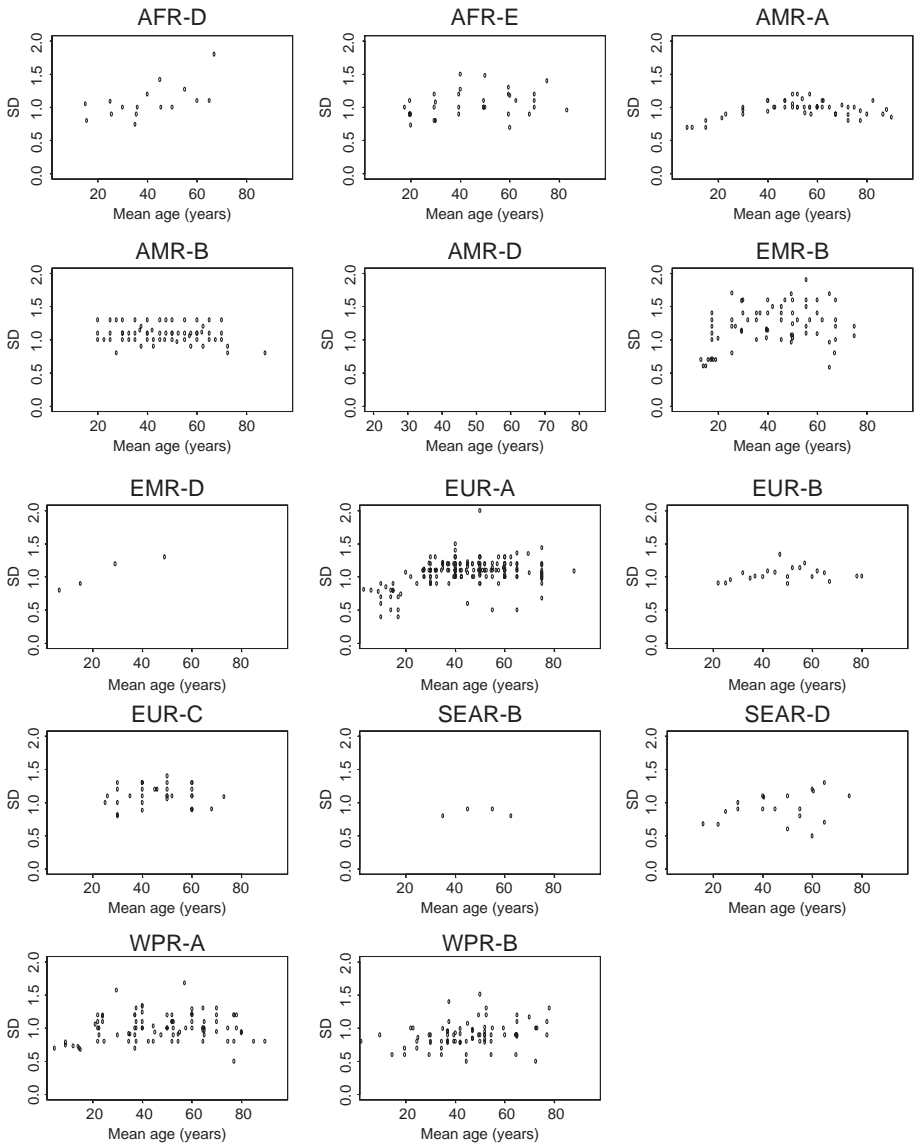 AFR-D
SD
0.0 0.5 1.0 1.5 2.0
20 40 60 80
Mean age (years)
AFR-E
SD
0.0 0.5 1.0 1.5 2.0
20 40 60 80
Mean age (years)
AMR-A
SD
0.0 0.5 1.0 1.5 2.0
20 40 60 80
Mean age (years)
AMR-B
SD
0.0 0.5 1.0 1.5 2.0
20 40 60 80
Mean age (years)
AMR-D
SD
0.0 0.5 1.0 1.5 2.0
20 30 40 50 60 70 80
Mean age (years)
EMR-B
SD
0.0 0.5 1.0 1.5 2.0
20 40 60 80
Mean age (years)
EMR-D
SD
0.0 0.5 1.0 1.5 2.0
20 40 60 80
Mean age (years)
EUR-A
SD
0.0 0.5 1.0 1.5 2.0
20 40 60 80
Mean age (years)
EUR-B
SD
0.0 0.5 1.0 1.5 2.0
20 40 60 80
Mean age (years)
EUR-C
SD
0.0 0.5 1.0 1.5 2.0
20 40 60 80
Mean age (years)
SEAR-B
SD
0.0 0.5 1.0 1.5 2.0
20 40 60 80
Mean age (years)
SEAR-D
SD
0.0 0.5 1.0 1.5 2.0
20 40 60 80
Mean age (years)
WPR-A
SD
0.0 0.5 1.0 1.5 2.0
20 40 60 80
Mean age (years)
WPR-B
SD
0.0 0.5 1.0 1.5 2.0
20 40 60 80
Mean age (years)